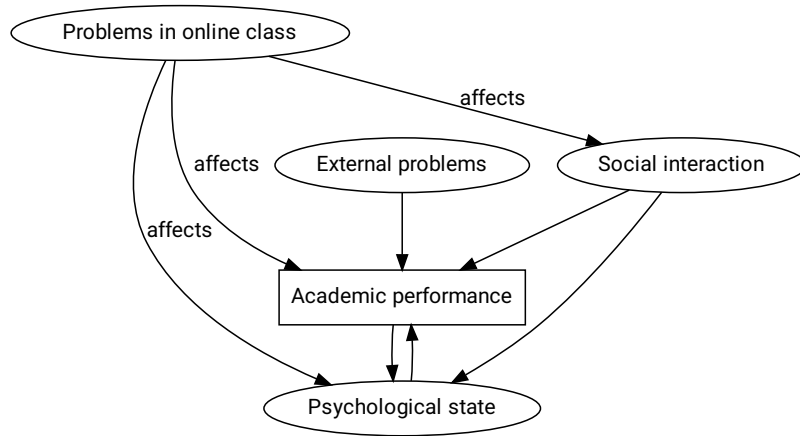 Problems in online class
affects
affects
External problems
Social interaction
affects
Academic performance
Psychological state